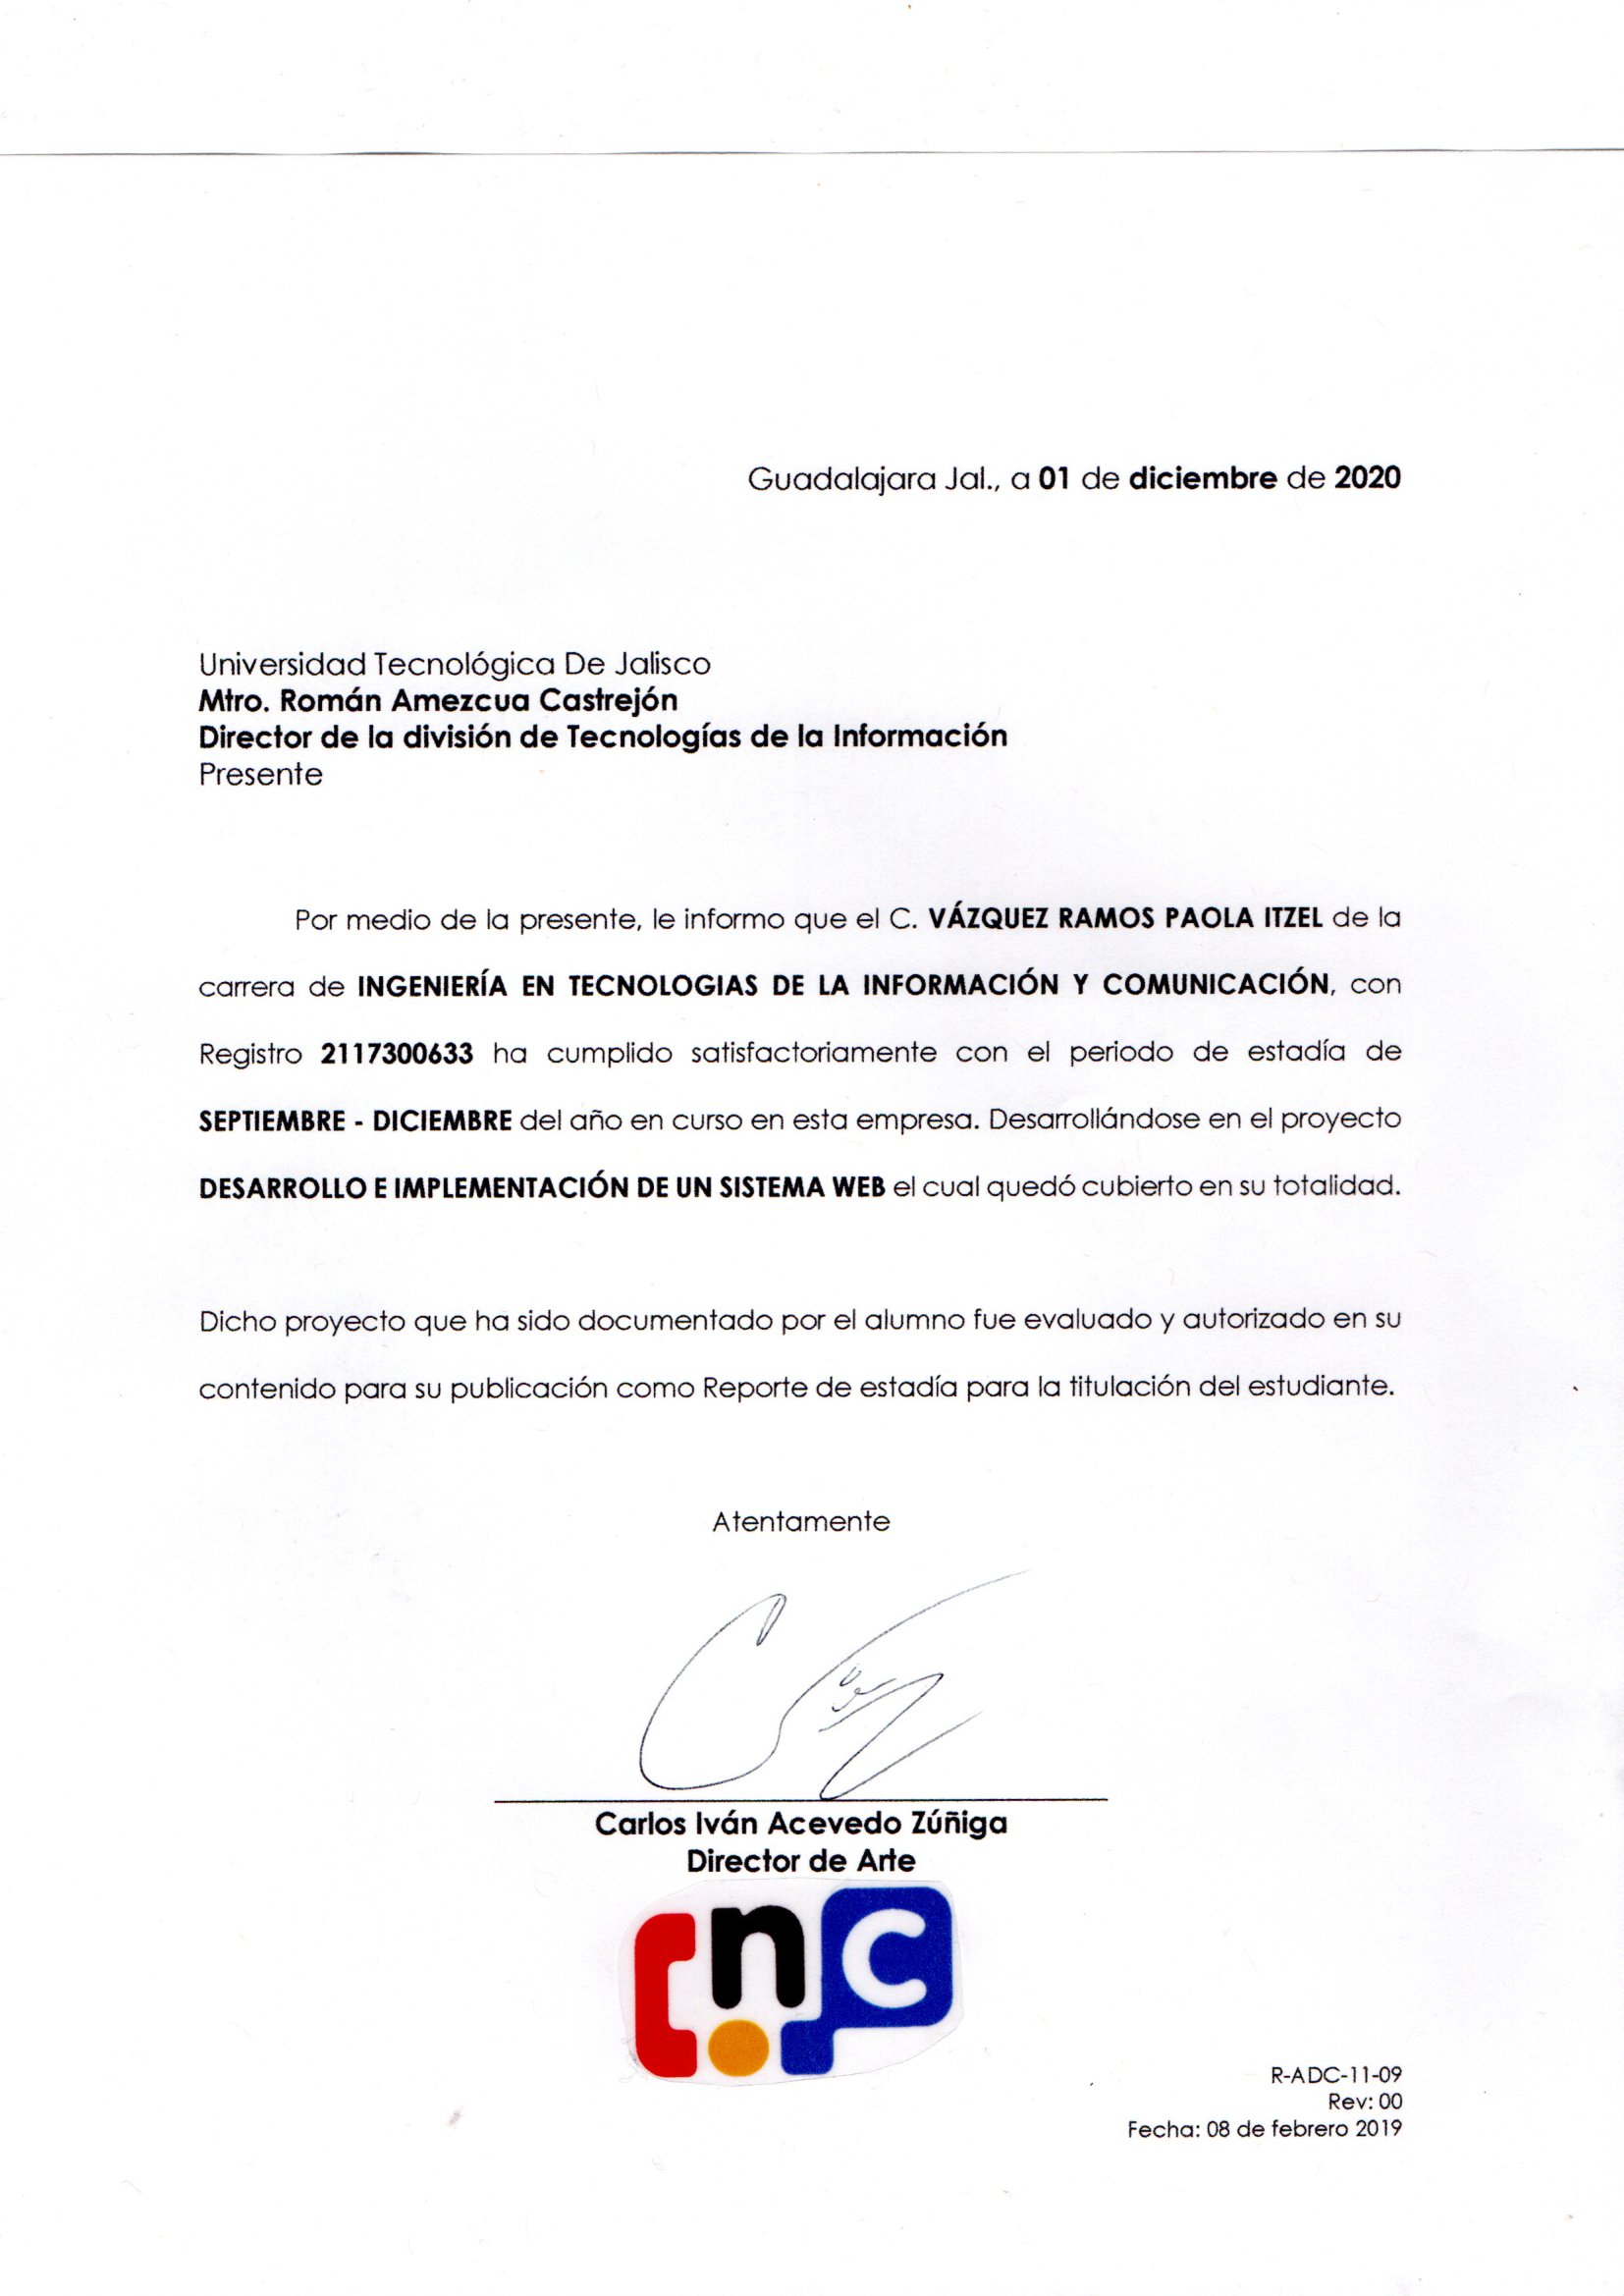 Guadalajara Jal., a 01 de diciembre de 2020
Universidad Tecnológica De Jalisco
Mtro. Román Amezcua Castrejón
Director de la división de Tecnologías de la Información
Presente
Por medio de la presente, le informo que el C. VÁZQUEZ RAMOS PAOLA ITZEL de la
carrera de INGENIERÍA EN TECNOLOGIAS DE LA INFORMACIÓN Y COMUNICACIÓN, con
Registro 2117300633 ha cumplido satisfactoriamente con el periodo de estadía de
SEPTIEMBRE - DICIEMBRE del año en curso en esta empresa. Desarrollándose en el proyecto
DESARROLLO E IMPLEMENTACIÓN DE UN SISTEMA WEB el cual quedó cubierto en su totalidad.
Dicho proyecto que ha sido documentado por el alumno fue evaluado y autorizado en su
contenido para su publicación como Reporte de estadía para la titulación del estudiante.
Atentamente
Carlos Iván Acevedo Zúñiga
Director de Arte
nc
R-ADC-11-09
Rev: 00
Fecha: 08 de febrero 2019